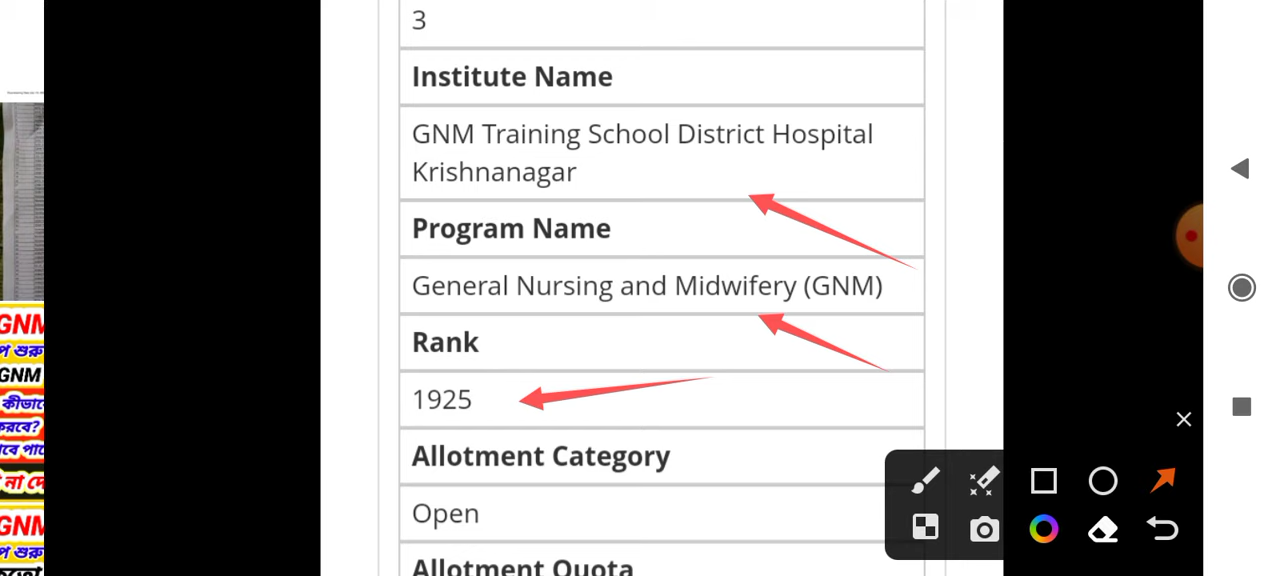 3
Institute Name
GNM Training School District Hospital
Krishnanagar
Program Name
General Nursing and Midwifery (GNM)
Rank
1925
Allotment Category
Open
Allotment Quota
GNM
প শুরু
GNM
কীভাবে
করবে?
GNM
প শুরু